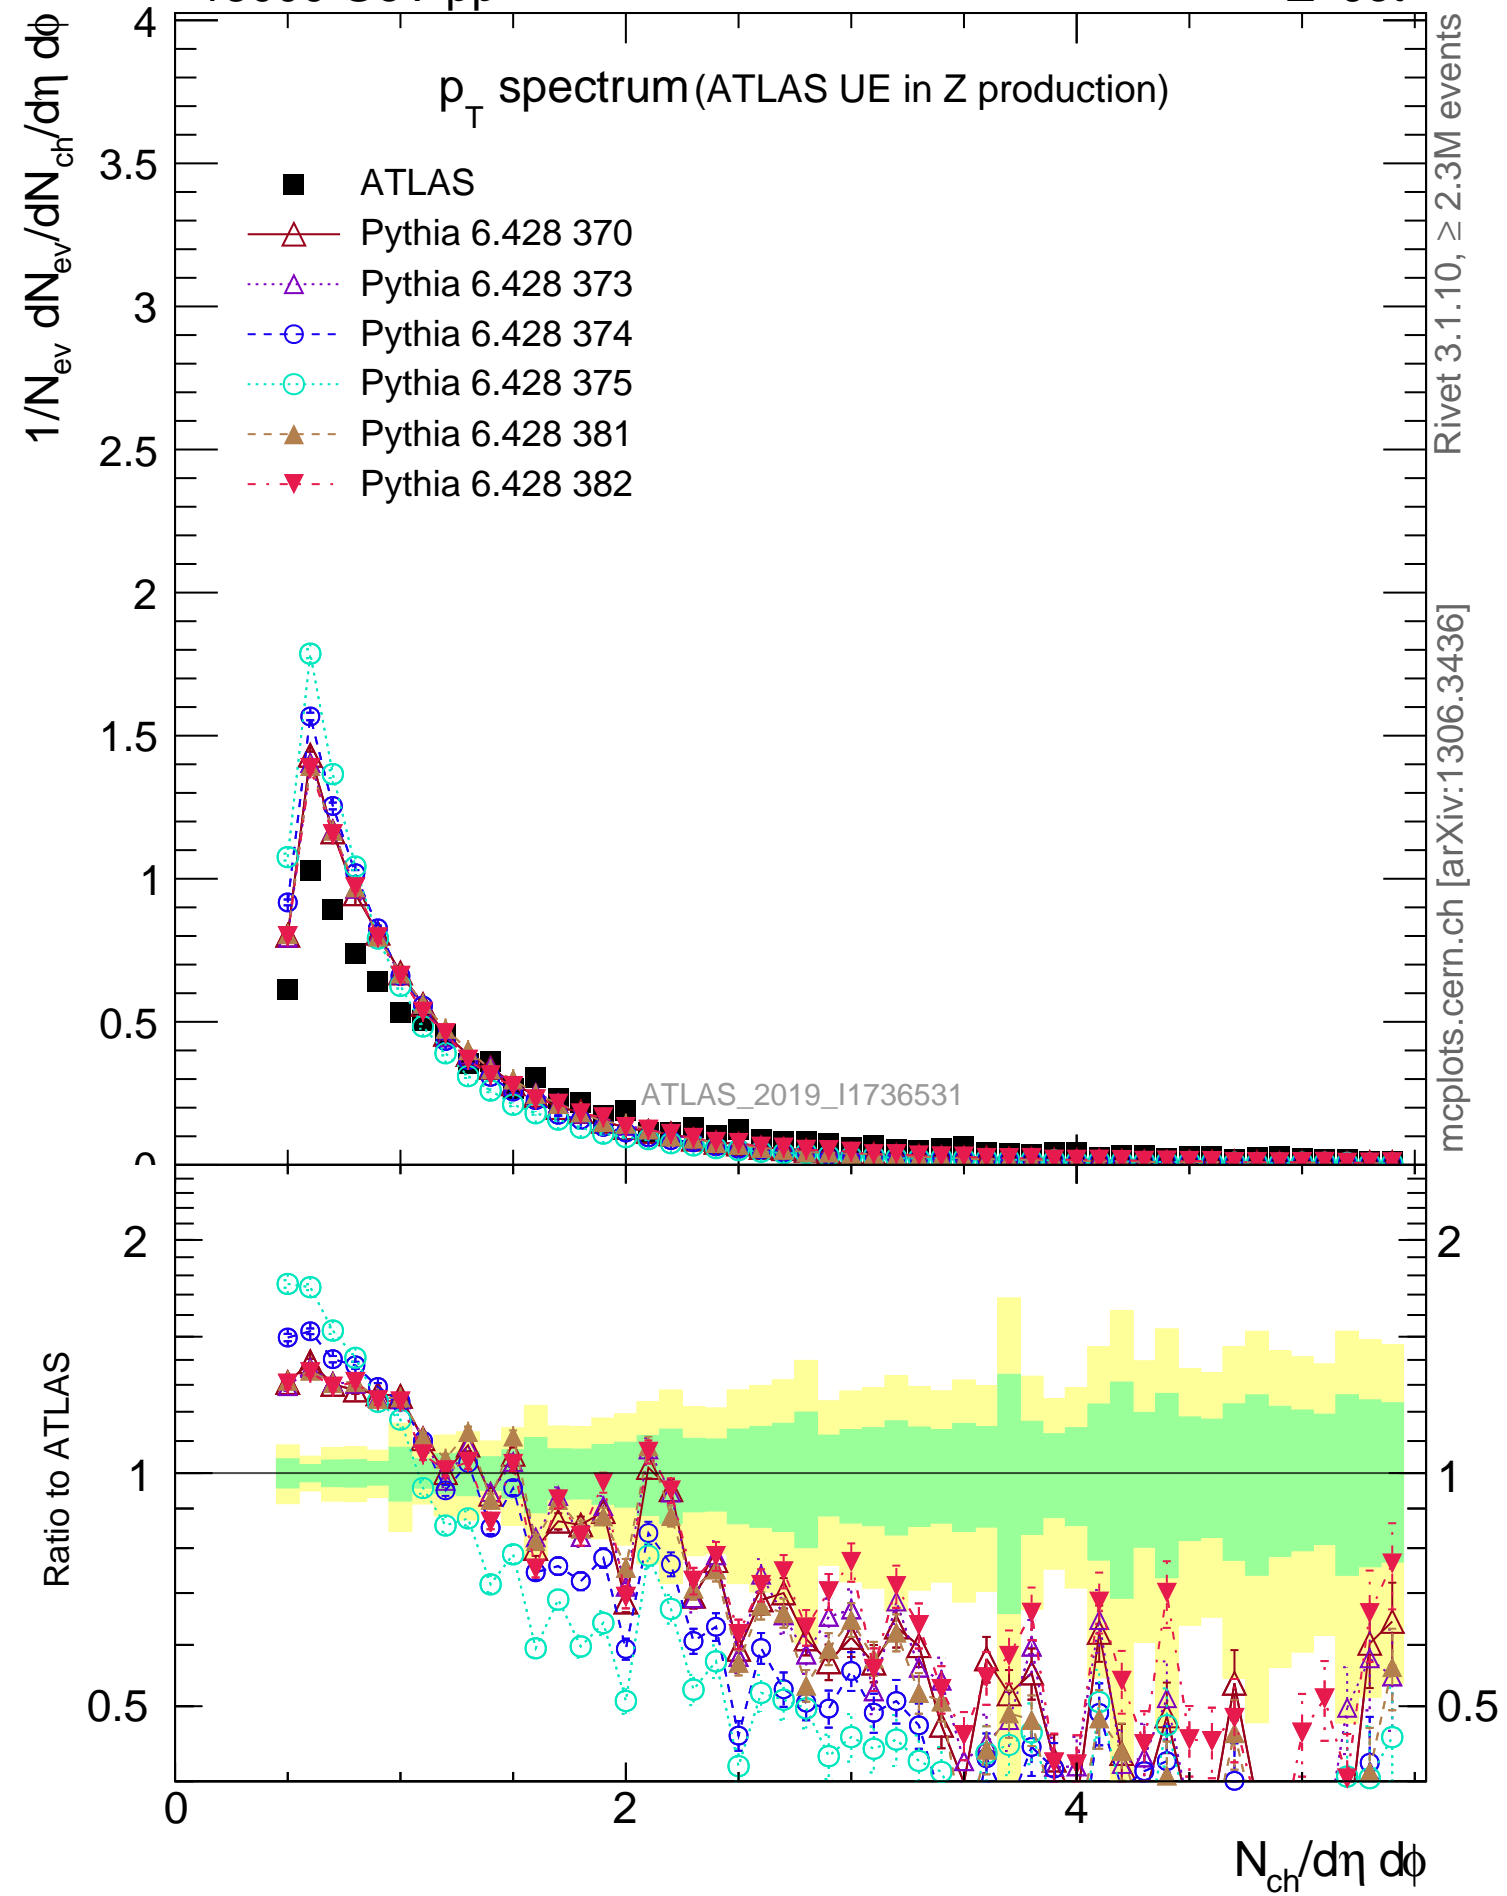 13000 GeV pp
p_T spectrum (ATLAS UE in Z production)
1/N_ev dN_ev/dN_ch/dη dϕ
ATLAS
Pythia 6.428 370
Pythia 6.428 373
Pythia 6.428 374
Pythia 6.428 375
Pythia 6.428 381
Pythia 6.428 382
4
3.5
3
2.5
2
1.5
1
0.5
0
ATLAS_2019_I1736531
Rivet 3.1.10, ≥ 2.3M events
mcplots.cern.ch [arXiv:1306.3436]
Ratio to ATLAS
2
1
0.5
2
1
0.5
0
2
4
N_ch/dη dϕ